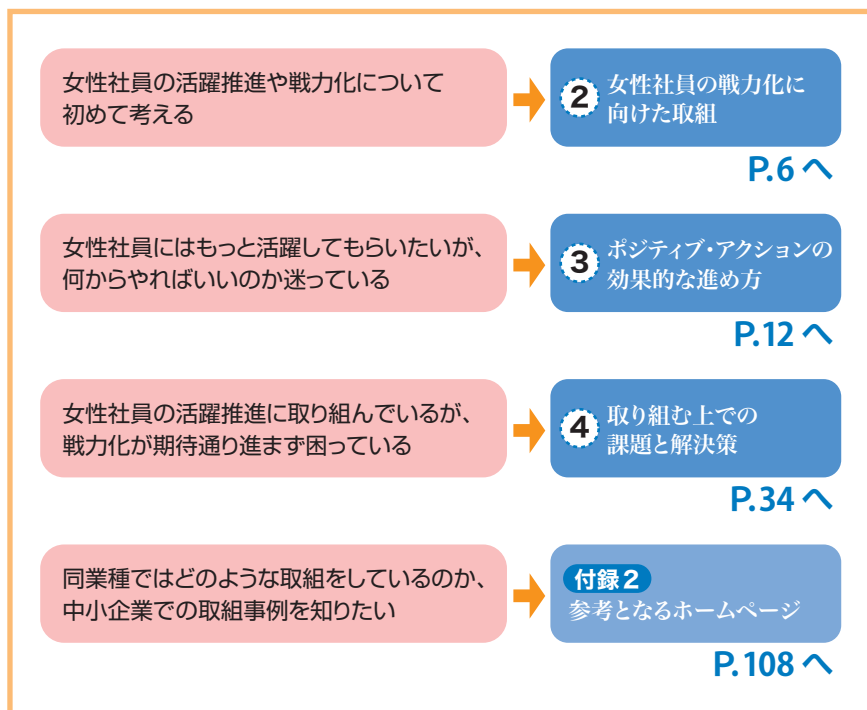 女性社員の活躍推進や戦力化について
初めて考える
② 女性社員の戦力化に
向けた取組
P.6 へ
女性社員にはもっと活躍してもらいたいが、
何からやればいいのか迷っている
③ ポジティブ・アクションの
効果的な進め方
P.12 へ
女性社員の活躍推進に取り組んでいるが、
戦力化が期待通り進まず困っている
④ 取り組む上での
課題と解決策
P.34 へ
同業種ではどのような取組をしているのか、
中小企業での取組事例を知りたい
付録2
参考となるホームページ
P.108 へ